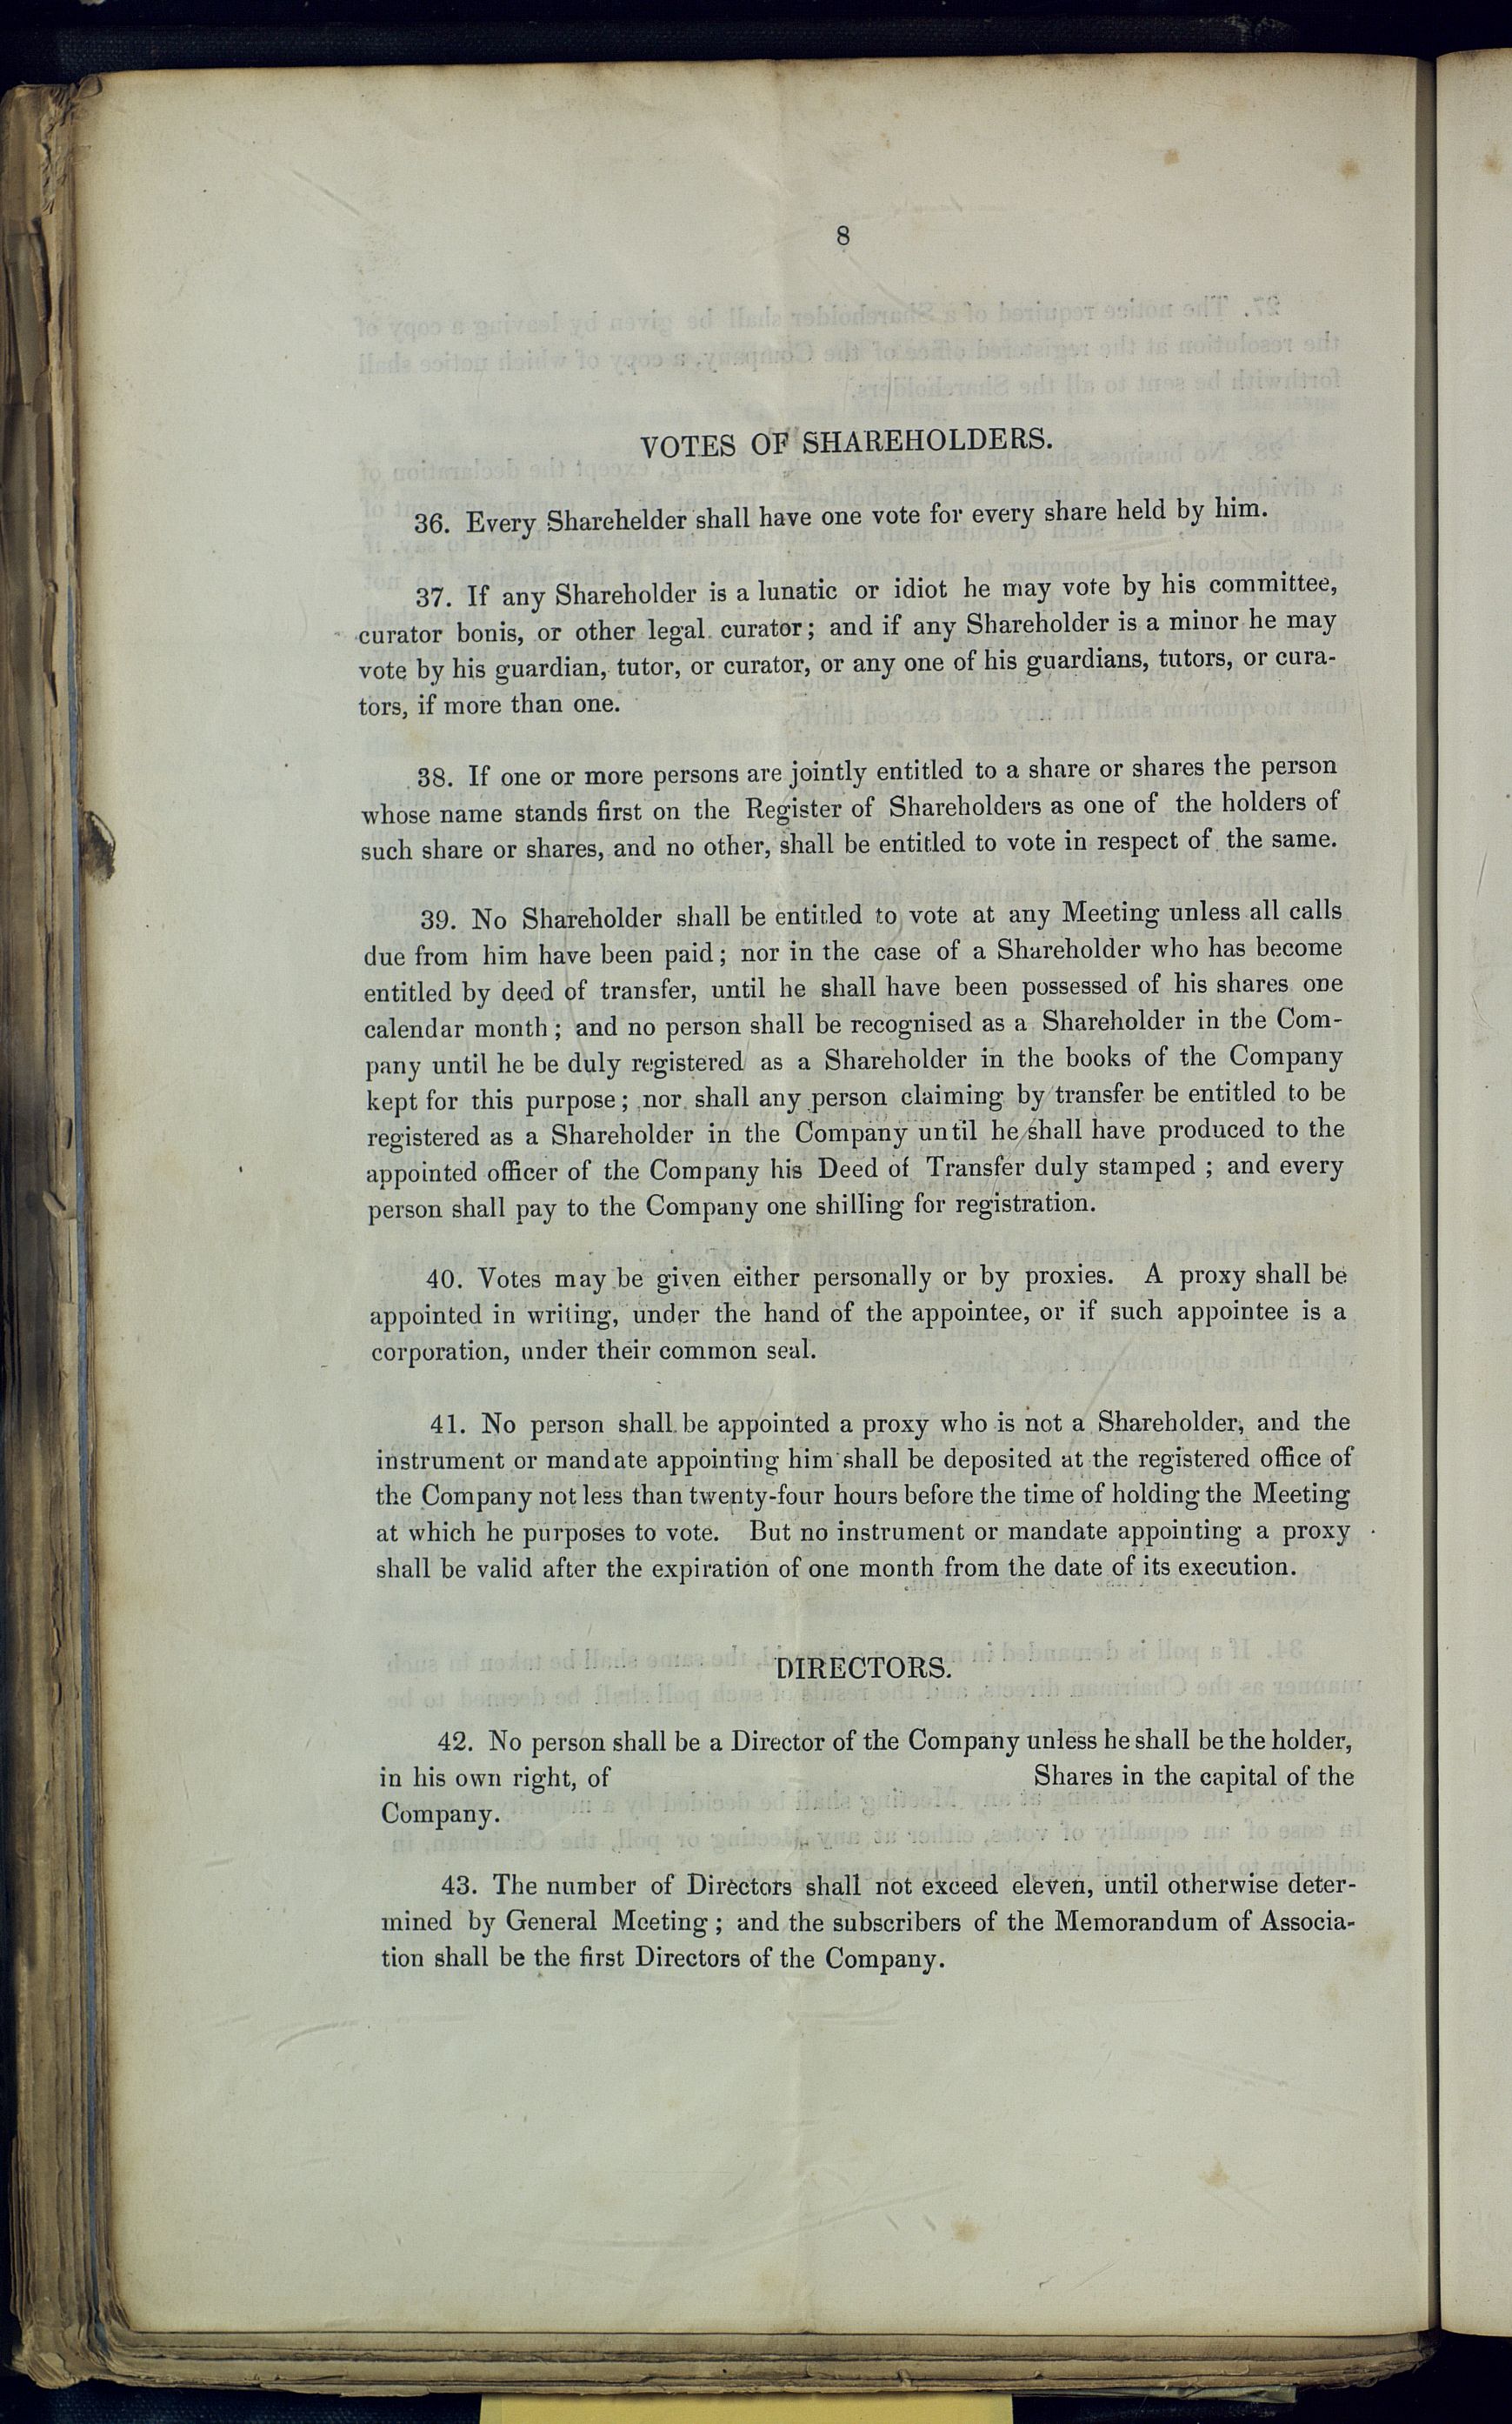 8
VOTES OF SHAREHOLDERS.
36. Every Sharehelder shall have one vote for every share held by him.
37. If any Shareholder is a lunatic or idiot he may vote by his committee,
curator bonis, or other legal curator; and if any Shareholder is a minor he may
vote by his guardian, tutor, or curator, or any one of his guardians, tutors, or cura-
tors, if more than one.
38. If one or more persons are jointly entitled to a share or shares the person
whose name stands first on the Register of Shareholders as one of the holders of
such share or shares, and no other, shall be entitled to vote in respect of the same.
39. No Shareholder shall be entitled to vote at any Meeting unless all calls
due from him have been paid; nor in the case of a Shareholder who has become
entitled by deed of transfer, until he shall have been possessed of his shares one
calendar month; and no person shall be recognised as a Shareholder in the Com-
pany until he be duly registered as a Shareholder in the books of the Company
kept for this purpose; nor shall any person claiming by transfer be entitled to be
registered as a Shareholder in the Company until he shall have produced to the
appointed officer of the Company his Deed of Transfer duly stamped; and every
person shall pay to the Company one shilling for registration.
40. Votes may be given either personally or by proxies. A proxy shall be
appointed in writing, under the hand of the appointee, or if such appointee is a
corporation, under their common seal.
41. No person shall be appointed a proxy who is not a Shareholder, and the
instrument or mandate appointing him shall be deposited at the registered office of
the Company not less than twenty-four hours before the time of holding the Meeting
at which he purposes to vote. But no instrument or mandate appointing a proxy
shall be valid after the expiration of one month from the date of its execution.
DIRECTORS.
42. No person shall be a Director of the Company unless he shall be the holder,
in his own right, of Shares in the capital of the
Company.
43. The number of Directors shall not exceed eleven, until otherwise deter-
mined by General Meeting; and the subscribers of the Memorandum of Associa-
tion shall be the first Directors of the Company.